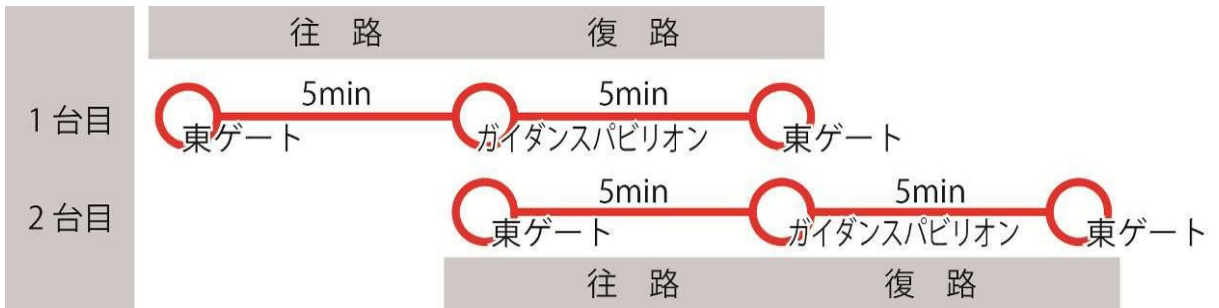 往 路 復 路
1台目
5min 5min
東ゲート ガイダンスパビリオン 東ゲート
2台目
5min 5min
東ゲート ガイダンスパビリオン 東ゲート
往 路 復 路